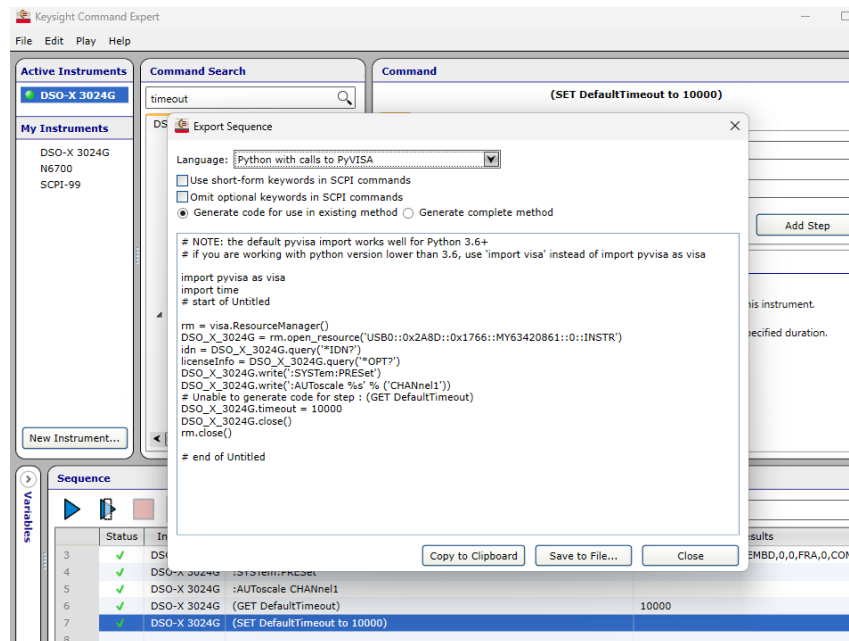 Keysight Command Expert
File Edit Play Help
Active Instruments
DSO-X 3024G
My Instruments
DSO-X 3024G
N6700
SCPI-99
New Instrument...
Command Search
timeout
DS
Command
(SET DefaultTimeout to 10000)
Add Step
his instrument.
pecified duration.
Export Sequence
Language: Python with calls to PyVISA
Use short-form keywords in SCPI commands
Omit optional keywords in SCPI commands
Generate code for use in existing method Generate complete method
# NOTE: the default pyvisa import works well for Python 3.6+
# if you are working with python version lower than 3.6, use 'import visa' instead of import pyvisa as visa
import pyvisa as visa
import time
# start of Untitled
rm = visa.ResourceManager()
DSO_X_3024G = rm.open_resource('USB0::0x2A8D::0x1766::MY63420861::0::INSTR')
idn = DSO_X_3024G.query('*IDN?')
licenseInfo = DSO_X_3024G.query('*OPT?')
DSO_X_3024G.write(':SYSTem:PRESet')
DSO_X_3024G.write(':AUToscale %s' % ('CHANnel1'))
# Unable to generate code for step : (GET DefaultTimeout)
DSO_X_3024G.timeout = 10000
DSO_X_3024G.close()
rm.close()
# end of Untitled
Copy to Clipboard Save to File... Close
Variables
Sequence
Status In sults
3 DSO EMBD,0,0,FRA,0,COM
4 DSO-X 3024G :SYSTem:PRESet
5 DSO-X 3024G :AUToscale CHANnel1
6 DSO-X 3024G (GET DefaultTimeout) 10000
7 DSO-X 3024G (SET DefaultTimeout to 10000)
8